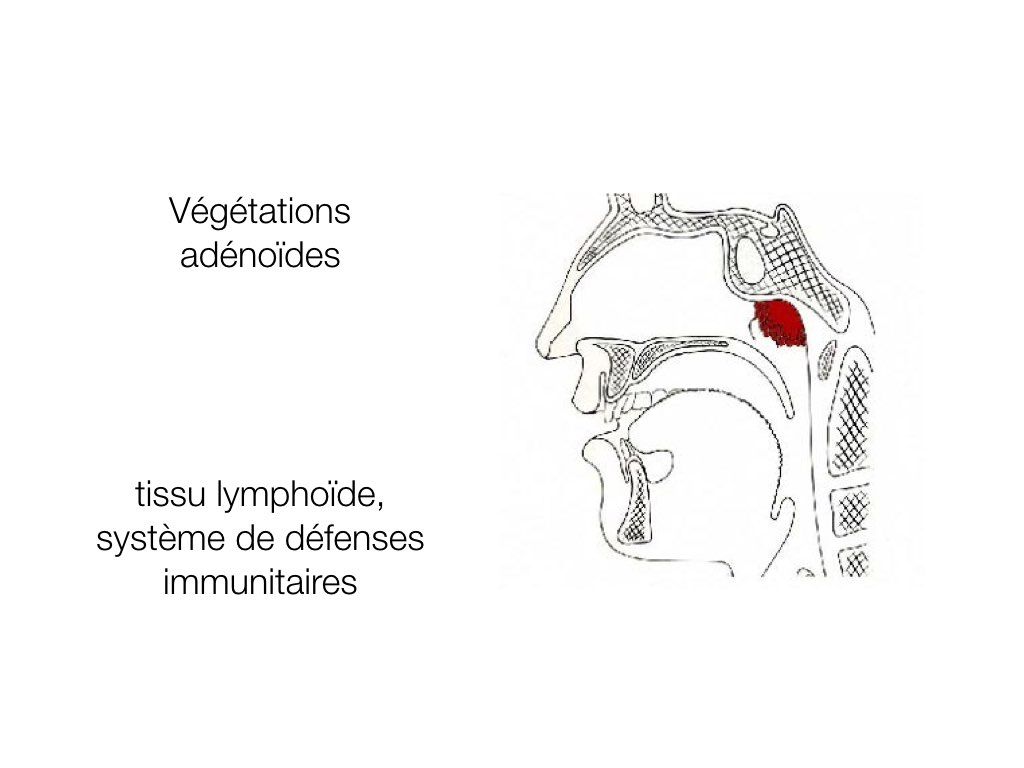 Végétations
adénoïdes
tissu lymphoïde,
système de défenses
immunitaires